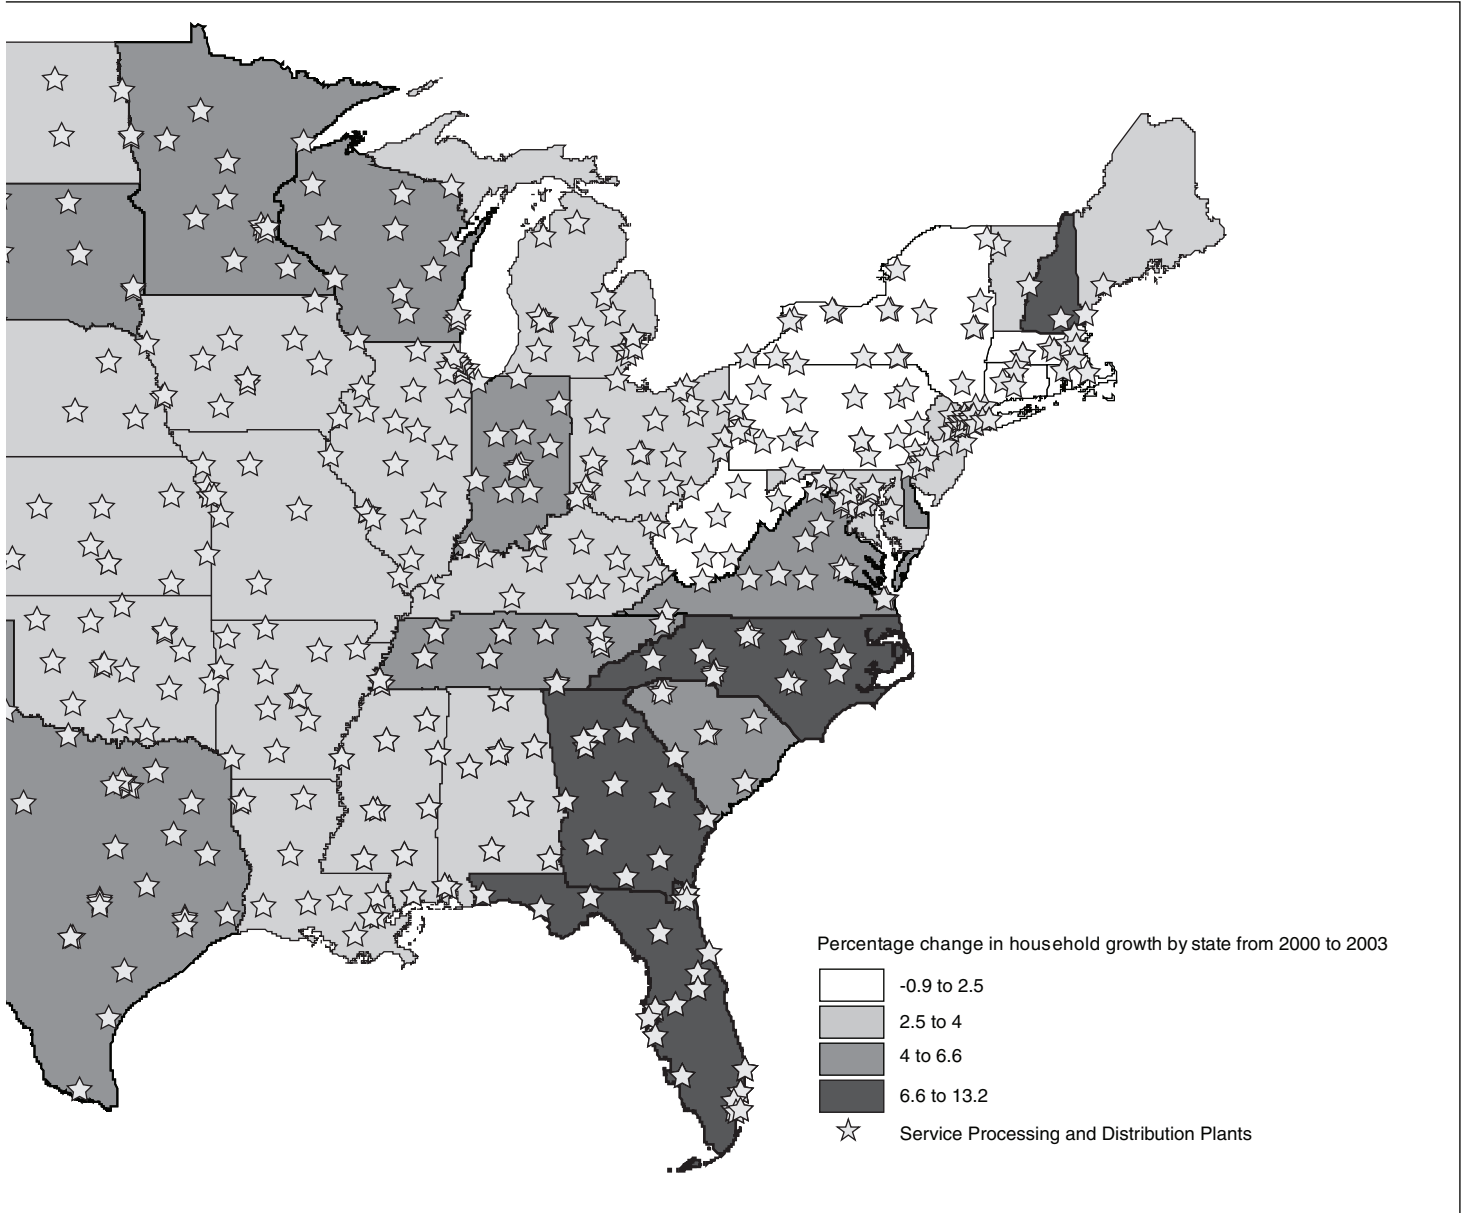 Percentage change in household growth by state from 2000 to 2003
-0.9 to 2.5
2.5 to 4
4 to 6.6
6.6 to 13.2
Service Processing and Distribution Plants